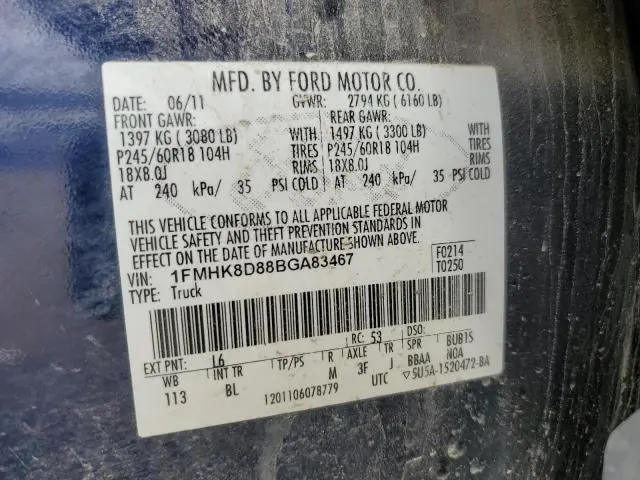 MFD. BY FORD MOTOR CO.
DATE: 06/11 GVWR: 2794 KG ( 6160 LB)
FRONT GAWR: REAR GAWR:
1397 KG ( 3080 LB) WITH 1497 KG ( 3300 LB) WITH
P245/60R18 104H TIRES P245/60R18 104H TIRES
18X8.0J RIMS 18X8.0J RIMS
AT 240 kPa/ 35 PSI COLD AT 240 kPa/ 35 PSI COLD
THIS VEHICLE CONFORMS TO ALL APPLICABLE FEDERAL MOTOR
VEHICLE SAFETY AND THEFT PREVENTION STANDARDS IN
EFFECT ON THE DATE OF MANUFACTURE SHOWN ABOVE.
VIN: 1FMHK8D88BGA83467 F0214
TYPE: Truck T0250
EXT PNT: L6 RC: 53 DSO:
WB INT TR TP/PS R AXLE TR SPR BUB1S
113 BL M 3F J BBAA NOA
1201106078779 UTC 5U5A-1520472-BA